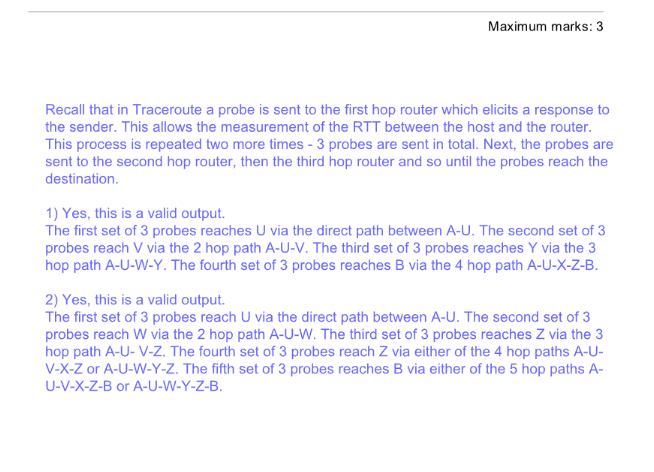 Maximum marks: 3
Recall that in Traceroute a probe is sent to the first hop router which elicits a response to
the sender. This allows the measurement of the RTT between the host and the router.
This process is repeated two more times - 3 probes are sent in total. Next, the probes are
sent to the second hop router, then the third hop router and so until the probes reach the
destination.
1) Yes, this is a valid output.
The first set of 3 probes reaches U via the direct path between A-U. The second set of 3
probes reach V via the 2 hop path A-U-V. The third set of 3 probes reaches Y via the 3
hop path A-U-W-Y. The fourth set of 3 probes reaches B via the 4 hop path A-U-X-Z-B.
2) Yes, this is a valid output.
The first set of 3 probes reach U via the direct path between A-U. The second set of 3
probes reach W via the 2 hop path A-U-W. The third set of 3 probes reaches Z via the 3
hop path A-U- V-Z. The fourth set of 3 probes reach Z via either of the 4 hop paths A-U-
V-X-Z or A-U-W-Y-Z. The fifth set of 3 probes reaches B via either of the 5 hop paths A-
U-V-X-Z-B or A-U-W-Y-Z-B.